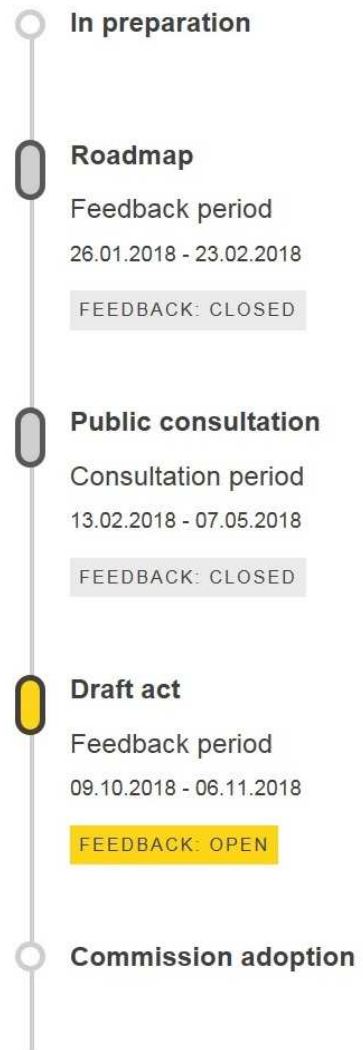 In preparation
Roadmap
Feedback period
26.01.2018 - 23.02.2018
FEEDBACK: CLOSED
Public consultation
Consultation period
13.02.2018 - 07.05.2018
FEEDBACK: CLOSED
Draft act
Feedback period
09.10.2018 - 06.11.2018
FEEDBACK: OPEN
Commission adoption